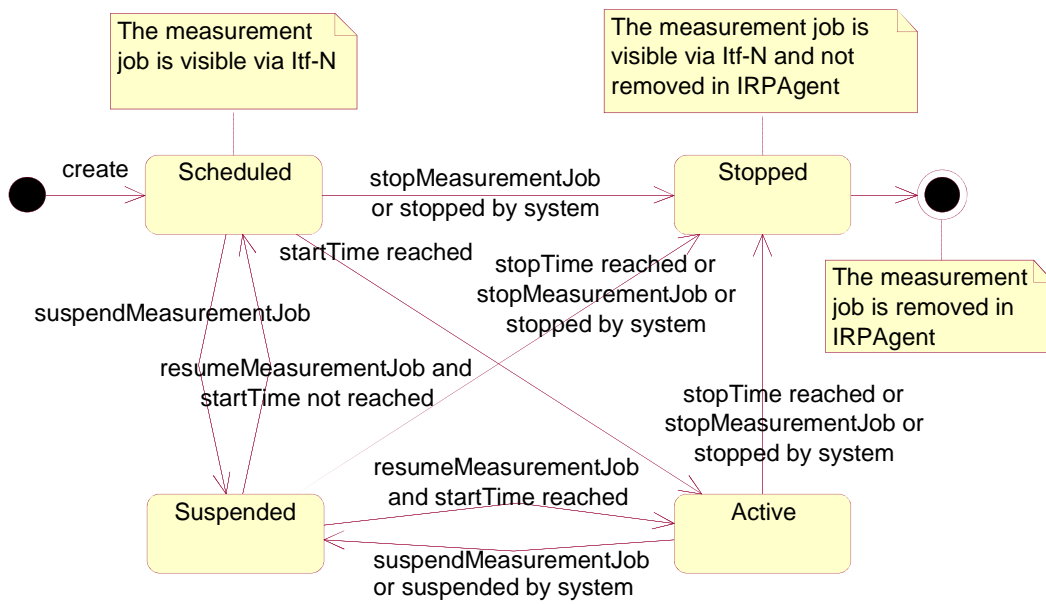 The measurement
job is visible via Itf-N
The measurement job is
visible via Itf-N and not
removed in IRPAgent
create
Scheduled
stopMeasurementJob
or stopped by system
Stopped
startTime reached
stopTime reached or
stopMeasurementJob or
stopped by system
The measurement
job is removed in
IRPAgent
suspendMeasurementJob
resumeMeasurementJob and
startTime not reached
stopTime reached or
stopMeasurementJob or
stopped by system
resumeMeasurementJob
and startTime reached
Suspended
Active
suspendMeasurementJob
or suspended by system